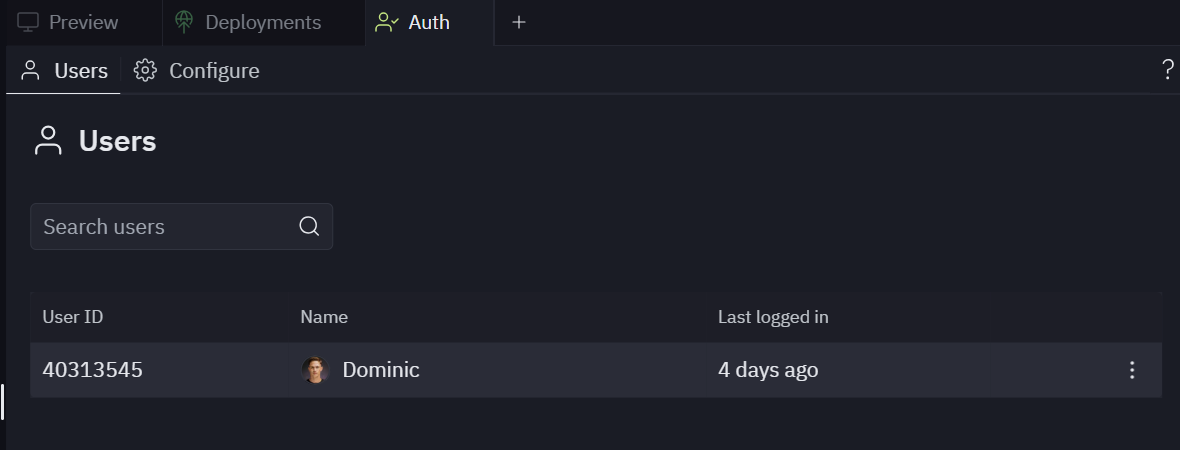 Preview Deployments Auth +
Users Configure ?
Users
Search users
User ID Name Last logged in
40313545 Dominic 4 days ago